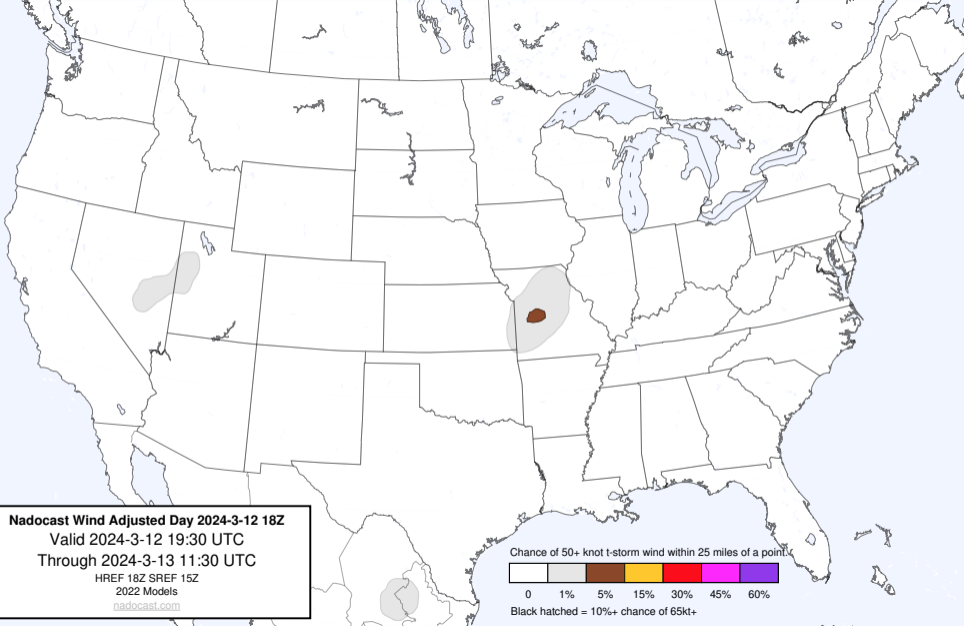 Nadocast Wind Adjusted Day 2024-3-12 18Z
Valid 2024-3-12 19:30 UTC
Through 2024-3-13 11:30 UTC
HREF 18Z SREF 15Z
2022 Models
nadocast.com
Chance of 50+ knot t-storm wind within 25 miles of a point.
0 1% 5% 15% 30% 45% 60%
Black hatched = 10%+ chance of 65kt+